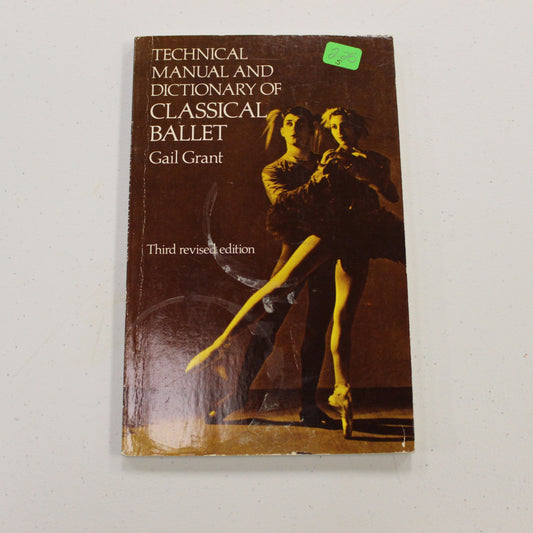 TECHNICAL
MANUAL AND
DICTIONARY OF
CLASSICAL
BALLET
Gail Grant
Third revised edition